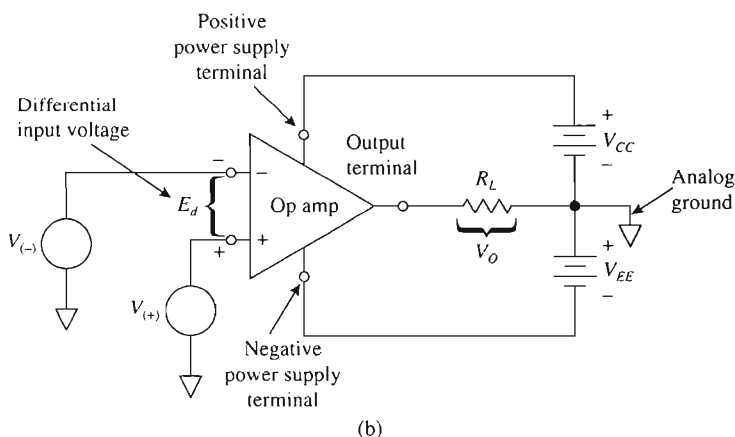 Positive
power supply
terminal
Differential
input voltage
Output
terminal
+
V_CC
−
Analog
ground
−
−
E_d
Op amp
R_L
+
+
V_O
V_(−)
V_(+)
+
V_EE
−
Negative
power supply
terminal
(b)